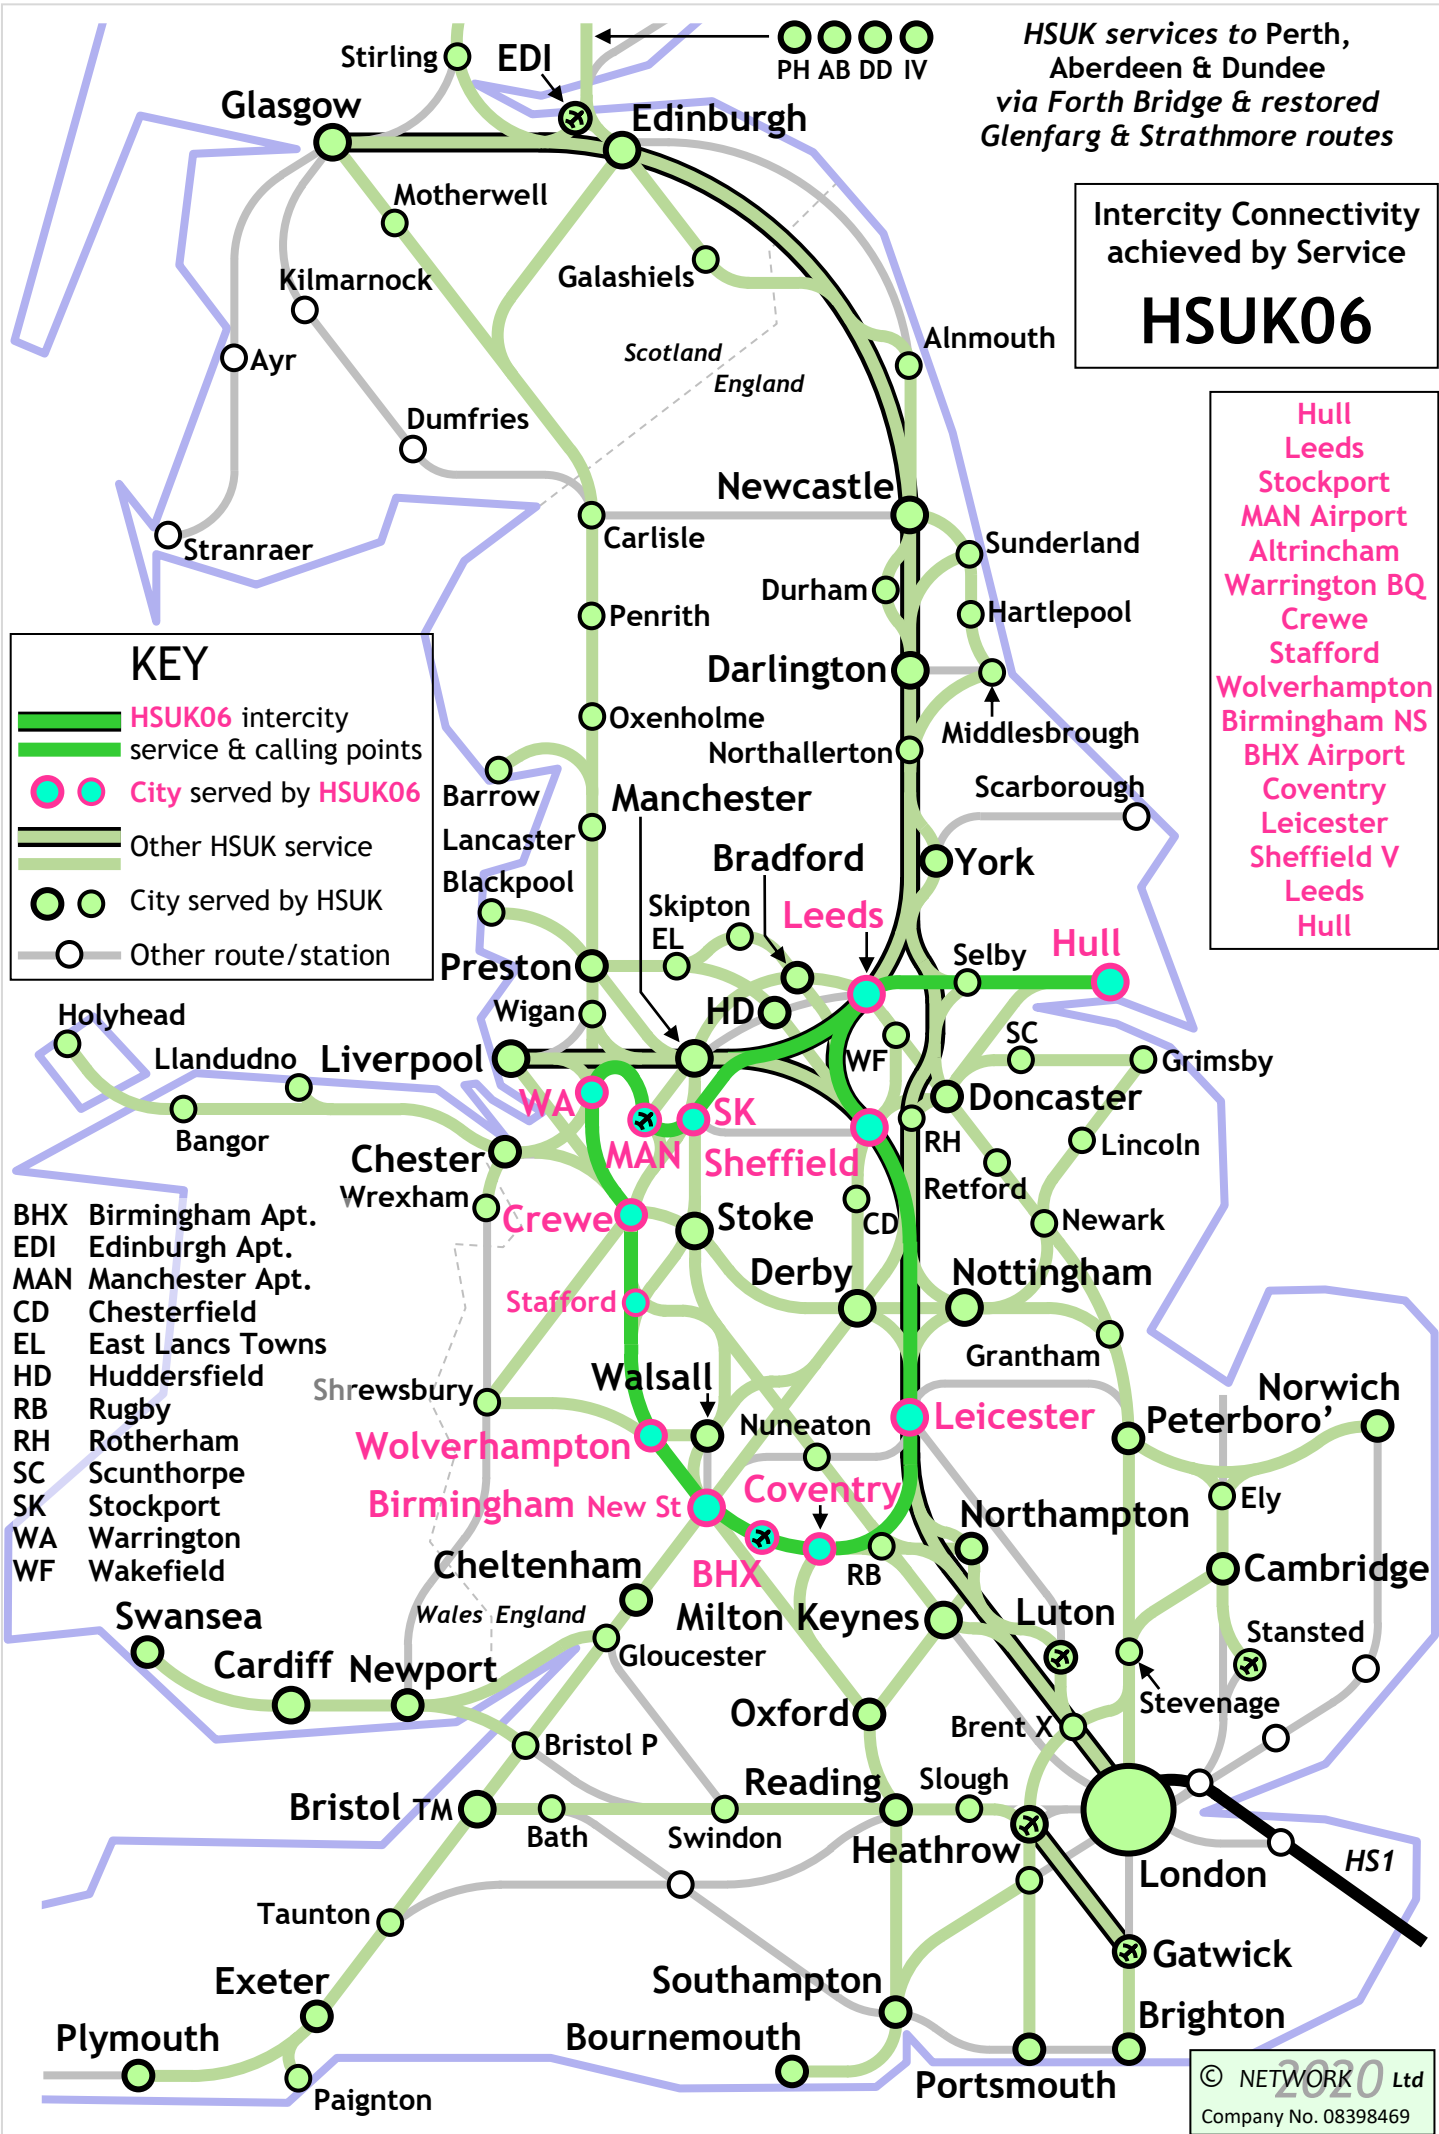 Stirling
EDI
PH AB DD IV
HSUK services to Perth,
Aberdeen & Dundee
via Forth Bridge & restored
Glenfarg & Strathmore routes
Glasgow
Edinburgh
Motherwell
Intercity Connectivity
achieved by Service
HSUK06
Galashiels
Kilmarnock
Alnmouth
Ayr
Scotland
England
Dumfries
Hull
Leeds
Stockport
MAN Airport
Altrincham
Warrington BQ
Crewe
Stafford
Wolverhampton
Birmingham NS
BHX Airport
Coventry
Leicester
Sheffield V
Leeds
Hull
Newcastle
Carlisle
Stranraer
Sunderland
Durham
Penrith
Hartlepool
KEY
HSUK06 intercity
service & calling points
City served by HSUK06
Other HSUK service
City served by HSUK
Other route/station
Darlington
Oxenholme
Middlesbrough
Northallerton
Barrow
Manchester
Scarborough
Lancaster
Bradford
York
Blackpool
Skipton
Leeds
EL
Selby
Hull
Preston
Wigan
HD
Holyhead
Llandudno
Liverpool
WF
SC
Grimsby
WA
SK
Doncaster
Bangor
RH
Lincoln
Chester
MAN
Sheffield
Wrexham
Retford
Crewe
Stoke
CD
Newark
BHX Birmingham Apt.
EDI Edinburgh Apt.
MAN Manchester Apt.
CD Chesterfield
EL East Lancs Towns
HD Huddersfield
RB Rugby
RH Rotherham
SC Scunthorpe
SK Stockport
WA Warrington
WF Wakefield
Derby
Nottingham
Stafford
Grantham
Walsall
Shrewsbury
Norwich
Nuneaton
Leicester
Peterboro’
Wolverhampton
Coventry
Birmingham New St
Ely
Northampton
Cheltenham
BHX
RB
Cambridge
Swansea
Wales England
Milton Keynes
Luton
Stansted
Gloucester
Cardiff
Newport
Stevenage
Oxford
Brent X
Bristol P
Reading
Slough
Bristol TM
Bath
Swindon
Heathrow
London
HS1
Taunton
Gatwick
Exeter
Southampton
Brighton
Plymouth
Bournemouth
Paignton
Portsmouth
© NETWORK 2020 Ltd
Company No. 08398469